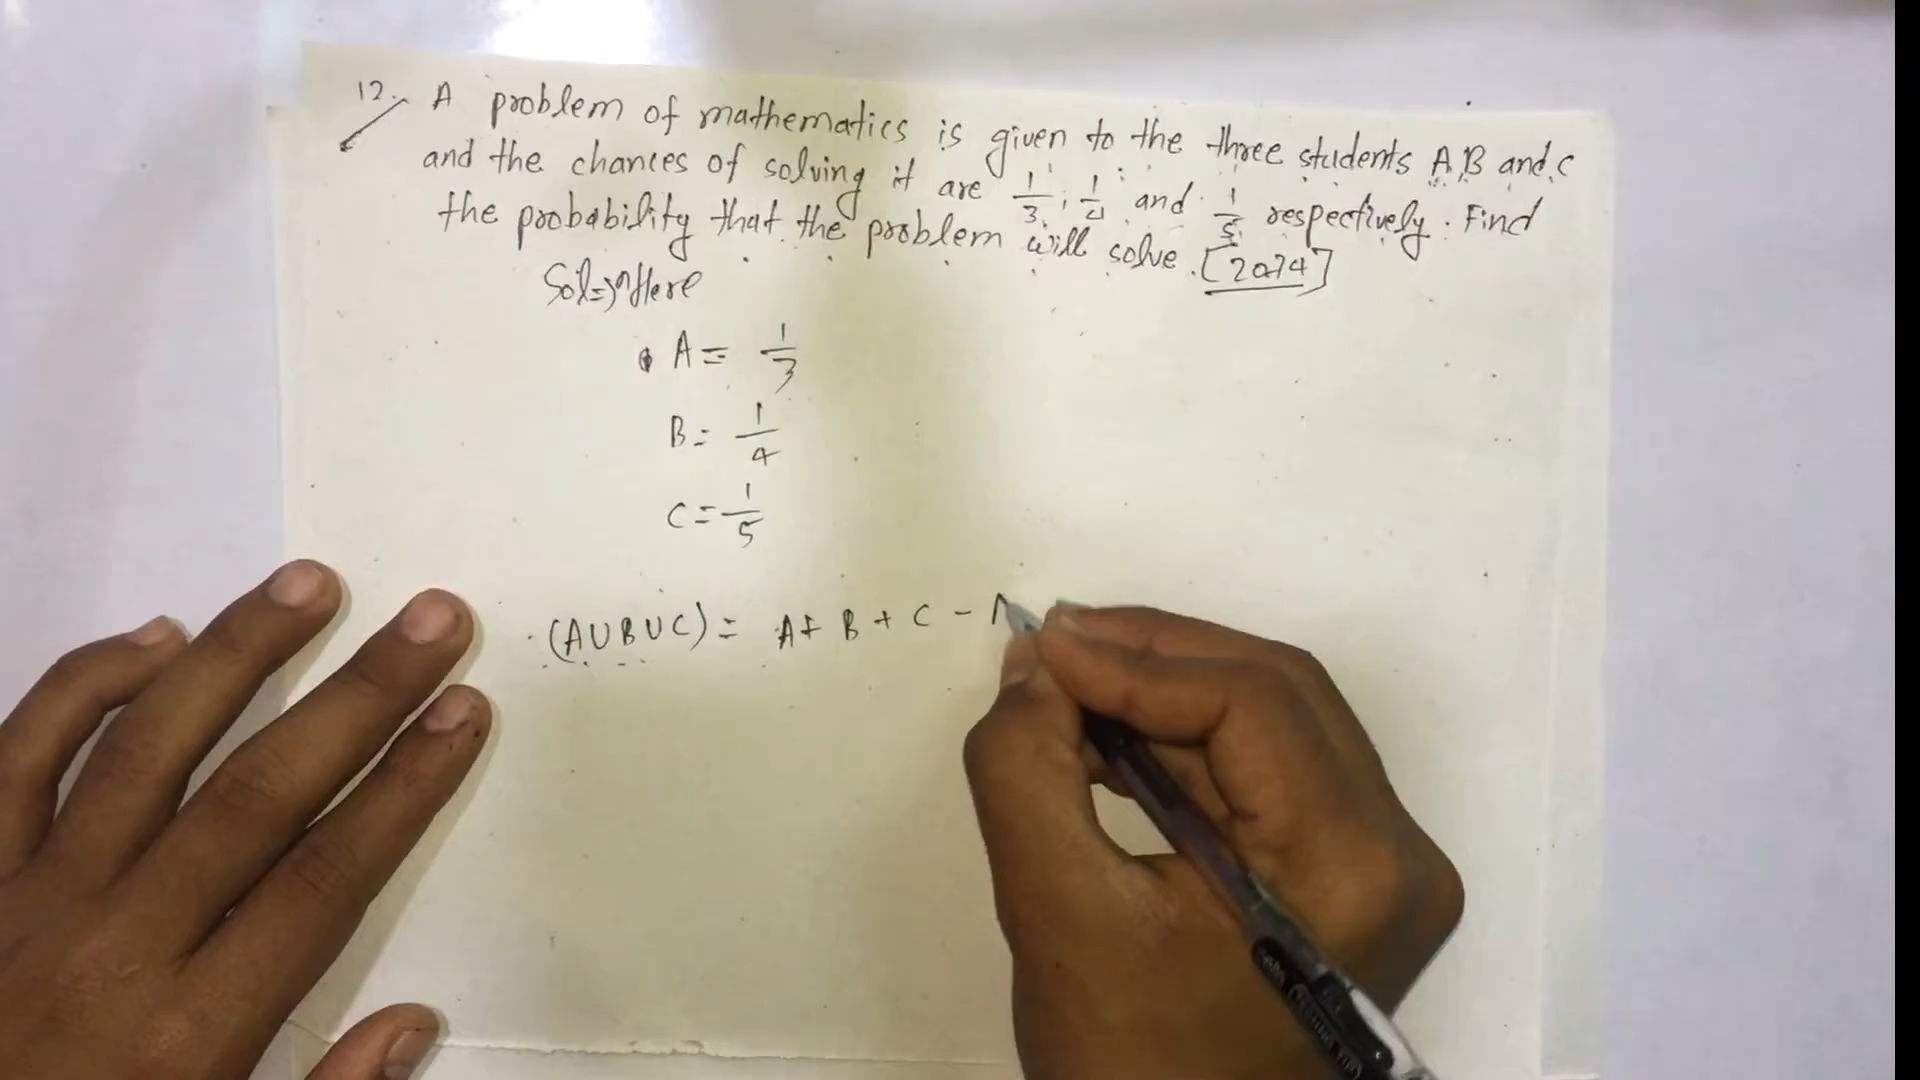 12. A problem of mathematics is given to the three students A, B and C
and the chances of solving it are 1/3, 1/4 and 1/5 respectively. Find
the probability that the problem will solve. [2074]
Sol=>n Here
A = 1/3
B = 1/4
C = 1/5
(A∪B∪C) = A + B + C -